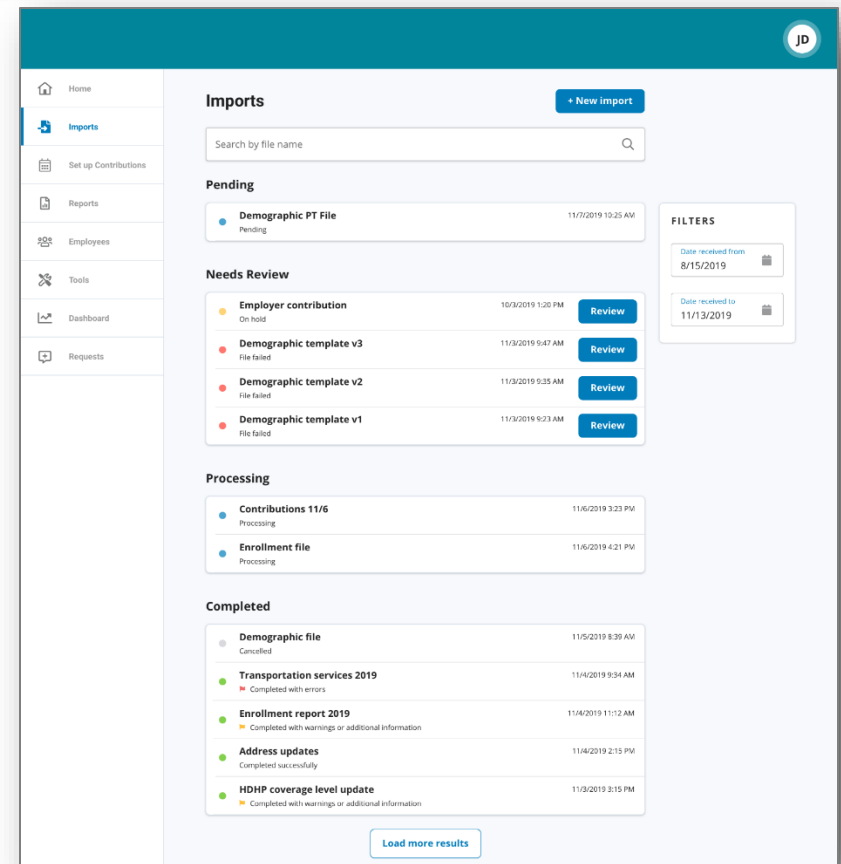 JD
Home
Imports
Set up Contributions
Reports
Employees
Tools
Dashboard
Requests
Imports
+ New import
Search by file name
Pending
Demographic PT File
11/7/2019 10:25 AM
Pending
FILTERS
Date received from
8/15/2019
Date received to
11/13/2019
Needs Review
Employer contribution
10/3/2019 1:20 PM
Review
On hold
Demographic template v3
11/3/2019 9:47 AM
Review
File failed
Demographic template v2
11/3/2019 9:35 AM
Review
File failed
Demographic template v1
11/3/2019 9:23 AM
Review
File failed
Processing
Contributions 11/6
11/6/2019 3:23 PM
Processing
Enrollment file
11/6/2019 4:21 PM
Processing
Completed
Demographic file
11/5/2019 8:39 AM
Cancelled
Transportation services 2019
11/4/2019 9:34 AM
Completed with errors
Enrollment report 2019
11/4/2019 11:12 AM
Completed with warnings or additional information
Address updates
11/4/2019 2:15 PM
Completed successfully
HDHP coverage level update
11/3/2019 3:15 PM
Completed with warnings or additional information
Load more results